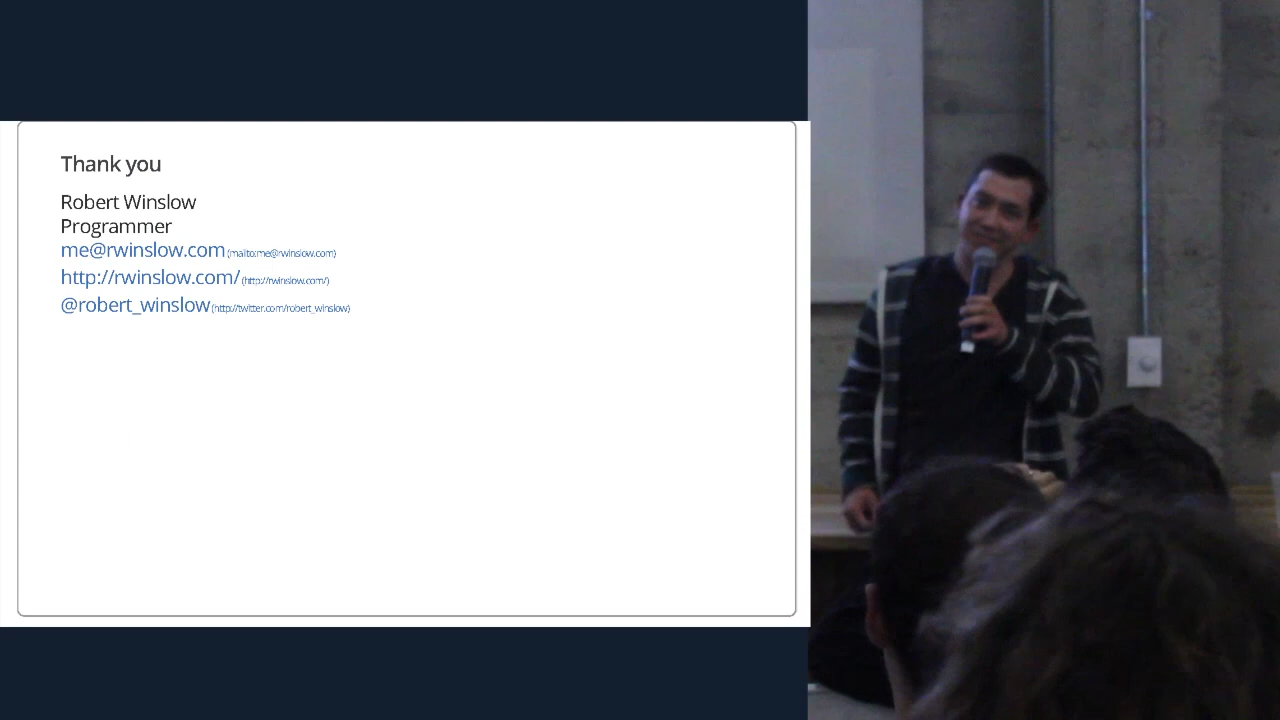 Thank you
Robert Winslow
Programmer
me@rwinslow.com (mailto:me@rwinslow.com)
http://rwinslow.com/ (http://rwinslow.com/)
@robert_winslow (http://twitter.com/robert_winslow)